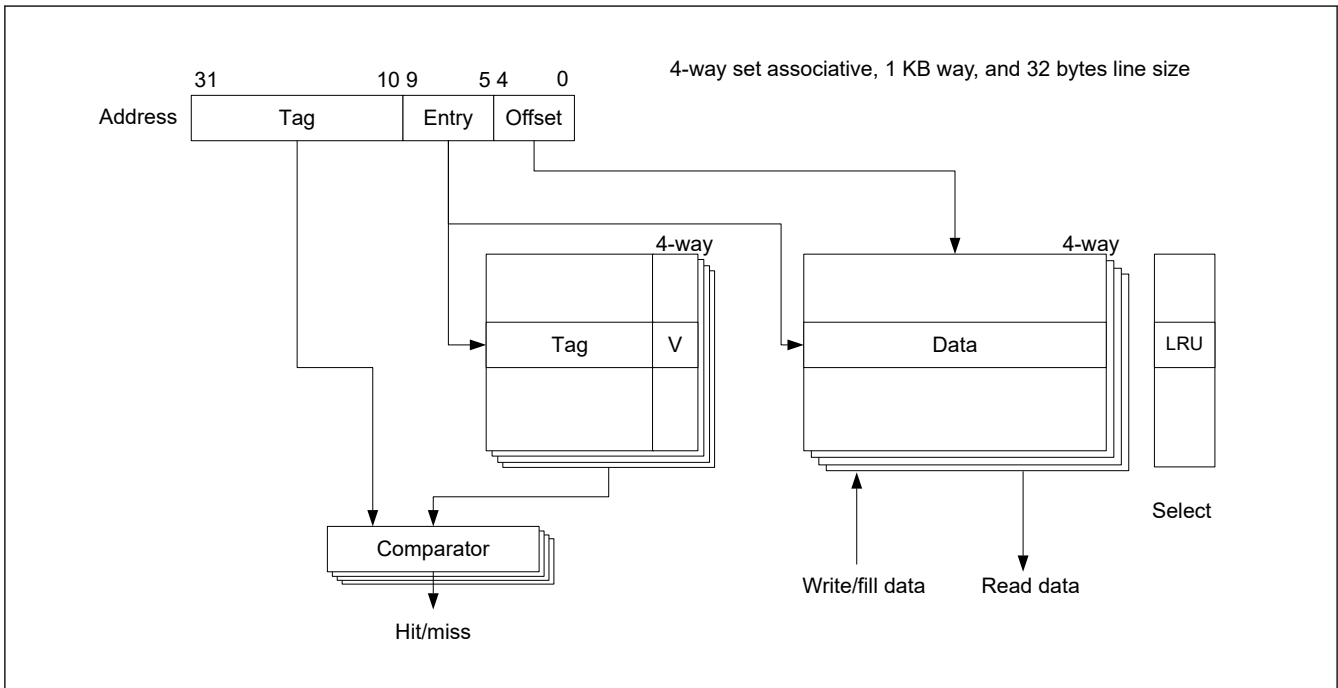 4-way set associative, 1 KB way, and 32 bytes line size
31 10 9 5 4 0
Address Tag Entry Offset
4-way 4-way
Tag V Data LRU
Select
Comparator
Write/fill data Read data
Hit/miss